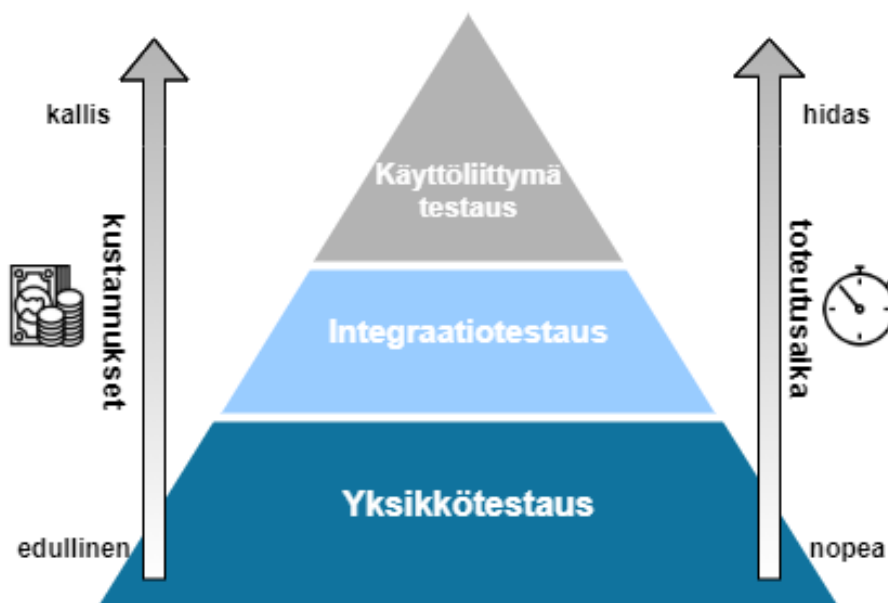 kallis
hidas
Käyttöliittymä
testaus
kustannukset
toteutusaika
Integraatiotestaus
Yksikkötestaus
edullinen
nopea